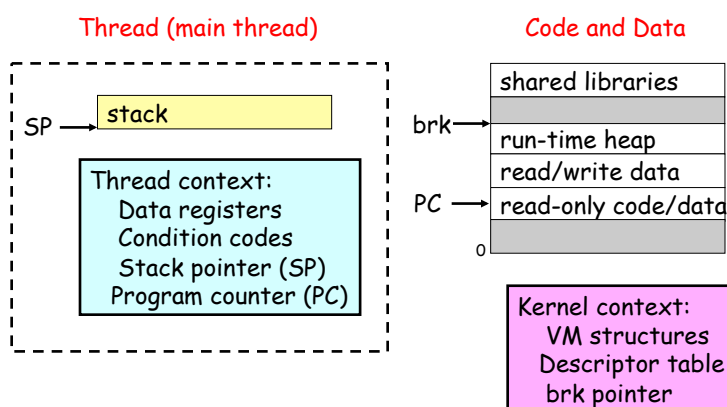 Thread (main thread)
SP
stack
Thread context:
Data registers
Condition codes
Stack pointer (SP)
Program counter (PC)
Code and Data
shared libraries
brk
run-time heap
read/write data
PC
read-only code/data
0
Kernel context:
VM structures
Descriptor table
brk pointer